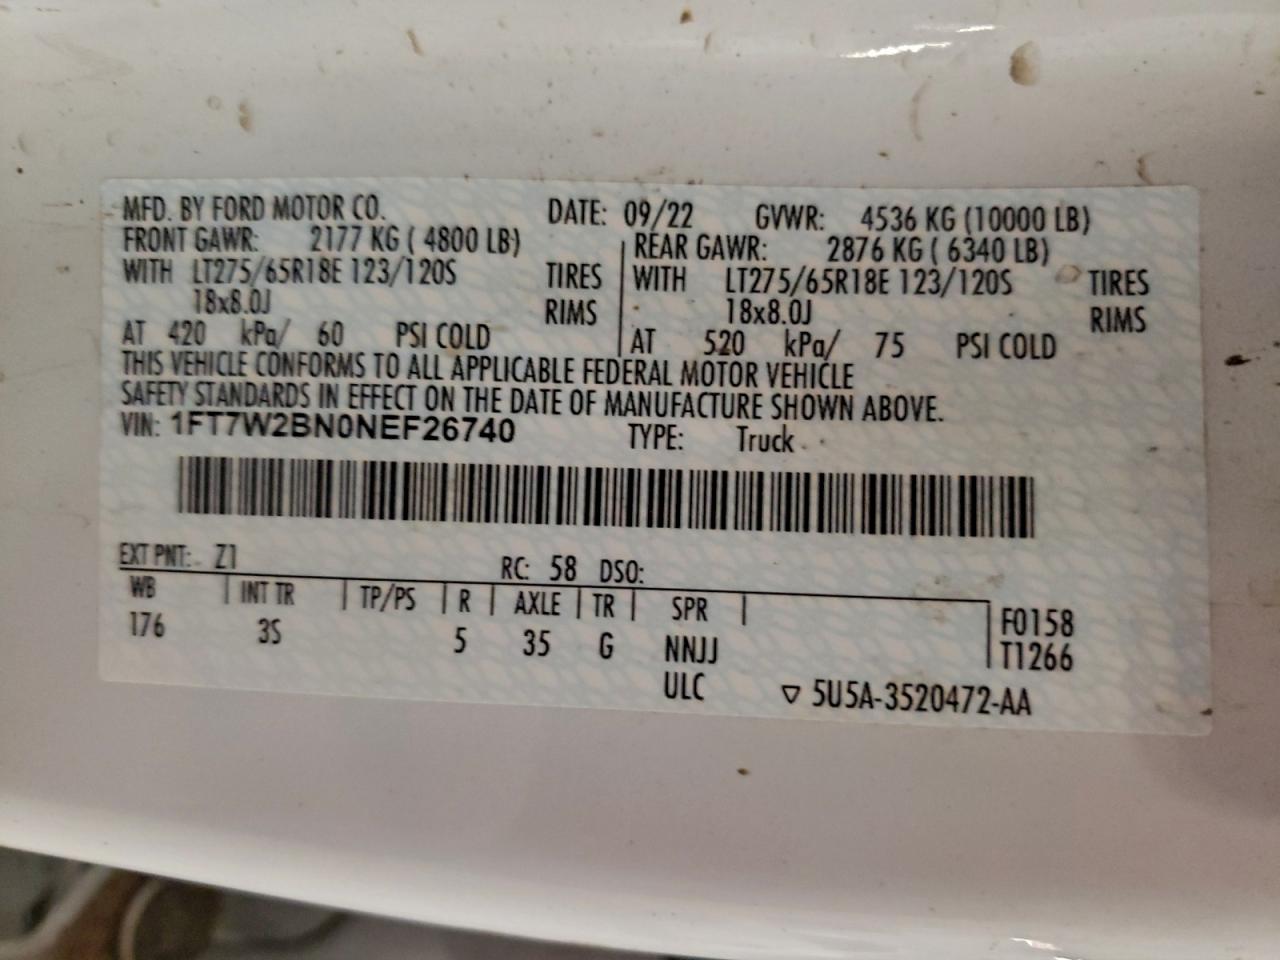 MFD. BY FORD MOTOR CO. DATE: 09/22 GVWR: 4536 KG (10000 LB)
FRONT GAWR: 2177 KG ( 4800 LB) REAR GAWR: 2876 KG ( 6340 LB)
WITH LT275/65R18E 123/120S TIRES WITH LT275/65R18E 123/120S TIRES
18x8.0J RIMS 18x8.0J RIMS
AT 420 kPa/ 60 PSI COLD AT 520 kPa/ 75 PSI COLD
THIS VEHICLE CONFORMS TO ALL APPLICABLE FEDERAL MOTOR VEHICLE
SAFETY STANDARDS IN EFFECT ON THE DATE OF MANUFACTURE SHOWN ABOVE.
VIN: 1FT7W2BN0NEF26740 TYPE: Truck
EXT PNT: Z1 RC: 58 DSO:
WB INT TR TP/PS R AXLE TR SPR F0158
176 3S 5 35 G NNJJ T1266
ULC ▽ 5U5A-3520472-AA